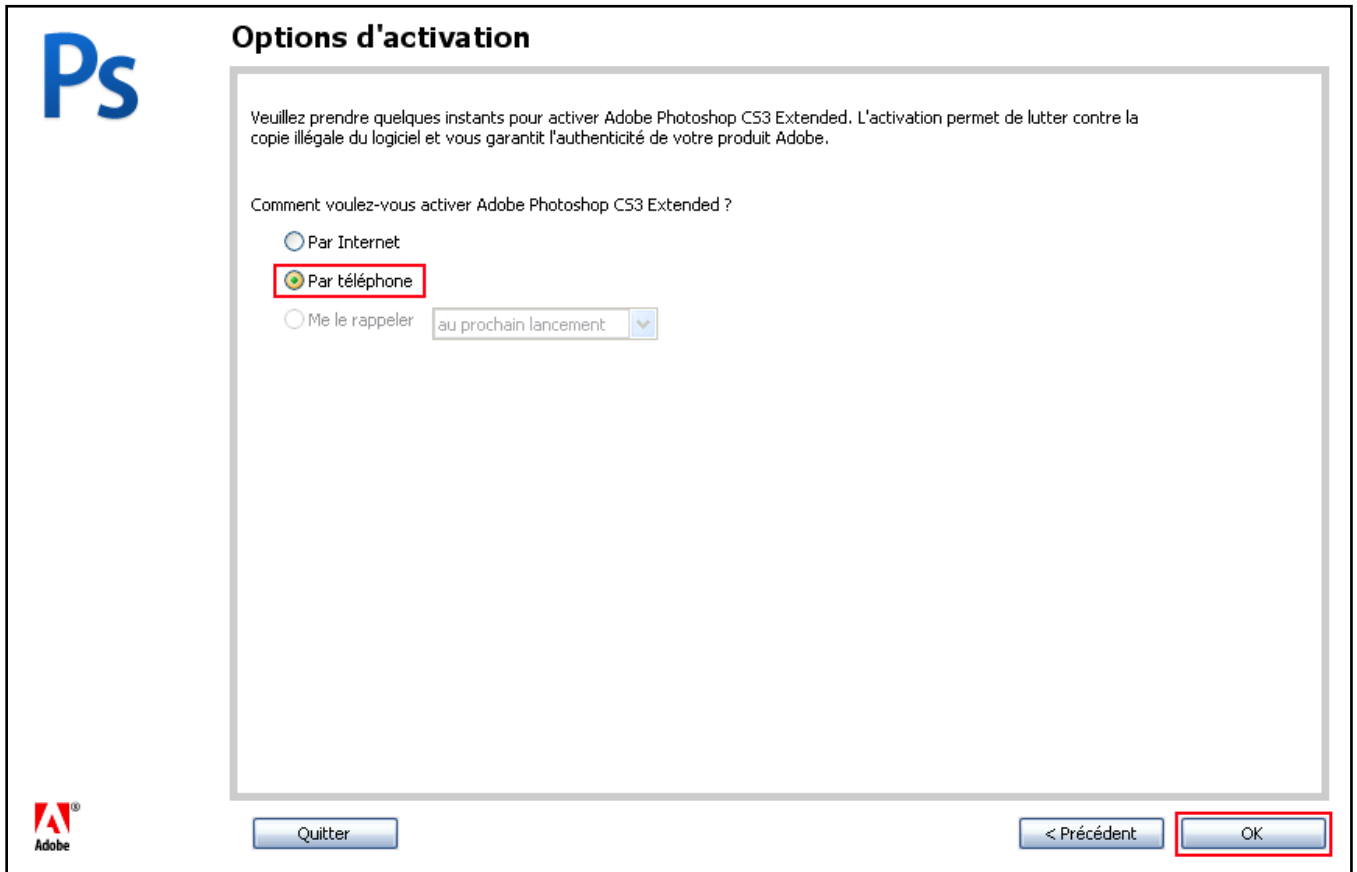 Ps
Options d'activation
Veuillez prendre quelques instants pour activer Adobe Photoshop CS3 Extended. L'activation permet de lutter contre la
copie illégale du logiciel et vous garantit l'authenticité de votre produit Adobe.
Comment voulez-vous activer Adobe Photoshop CS3 Extended ?
Par Internet
Par téléphone
Me le rappeler au prochain lancement
®
Adobe
Quitter < Précédent OK